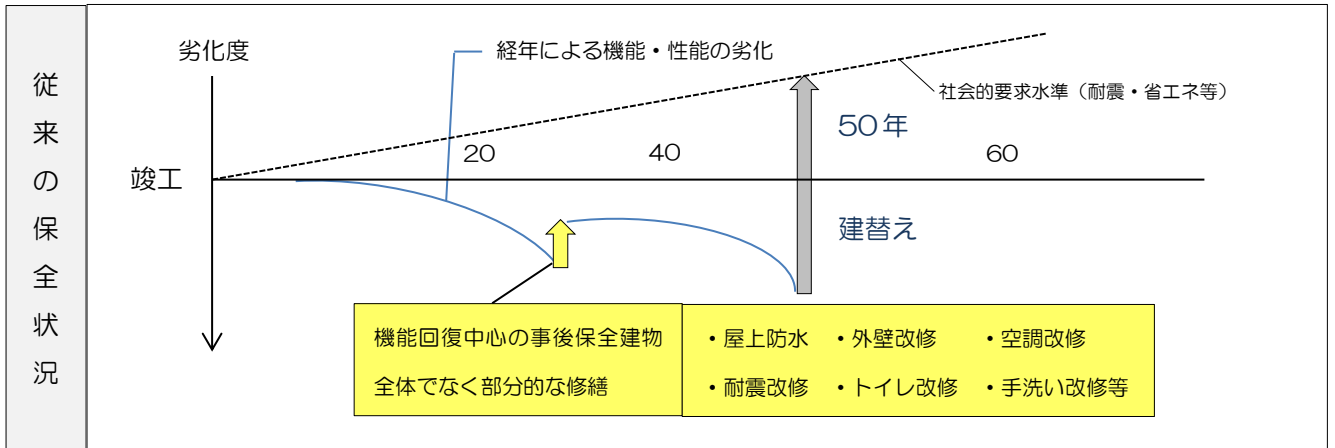 従来の保全状況
劣化度
経年による機能・性能の劣化
社会的要求水準（耐震・省エネ等）
50年
20
40
60
竣工
建替え
機能回復中心の事後保全建物
全体でなく部分的な修繕
・屋上防水 ・外壁改修 ・空調改修
・耐震改修 ・トイレ改修 ・手洗い改修等